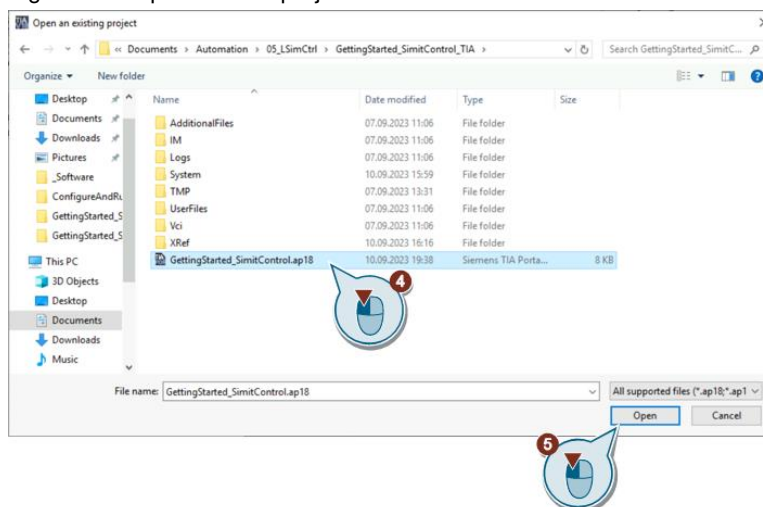 Open an existing project
« Documents › Automation › 05_LSimCtrl › GettingStarted_SimitControl_TIA ›
Search GettingStarted_SimitC...
Organize
New folder
Name Date modified Type Size
Desktop
Documents
Downloads
Pictures
_Software
ConfigureAndRu
GettingStarted_S
GettingStarted_S
This PC
3D Objects
Desktop
Documents
Downloads
Music
AdditionalFiles 07.09.2023 11:06 File folder
IM 07.09.2023 11:06 File folder
Logs 07.09.2023 11:06 File folder
System 10.09.2023 15:59 File folder
TMP 07.09.2023 13:31 File folder
UserFiles 07.09.2023 11:06 File folder
Vci 07.09.2023 11:06 File folder
XRef 10.09.2023 16:16 File folder
GettingStarted_SimitControl.ap18 10.09.2023 19:38 Siemens TIA Porta... 8 KB
4
File name: GettingStarted_SimitControl.ap18
All supported files (*.ap18;*.ap1
Open Cancel
5